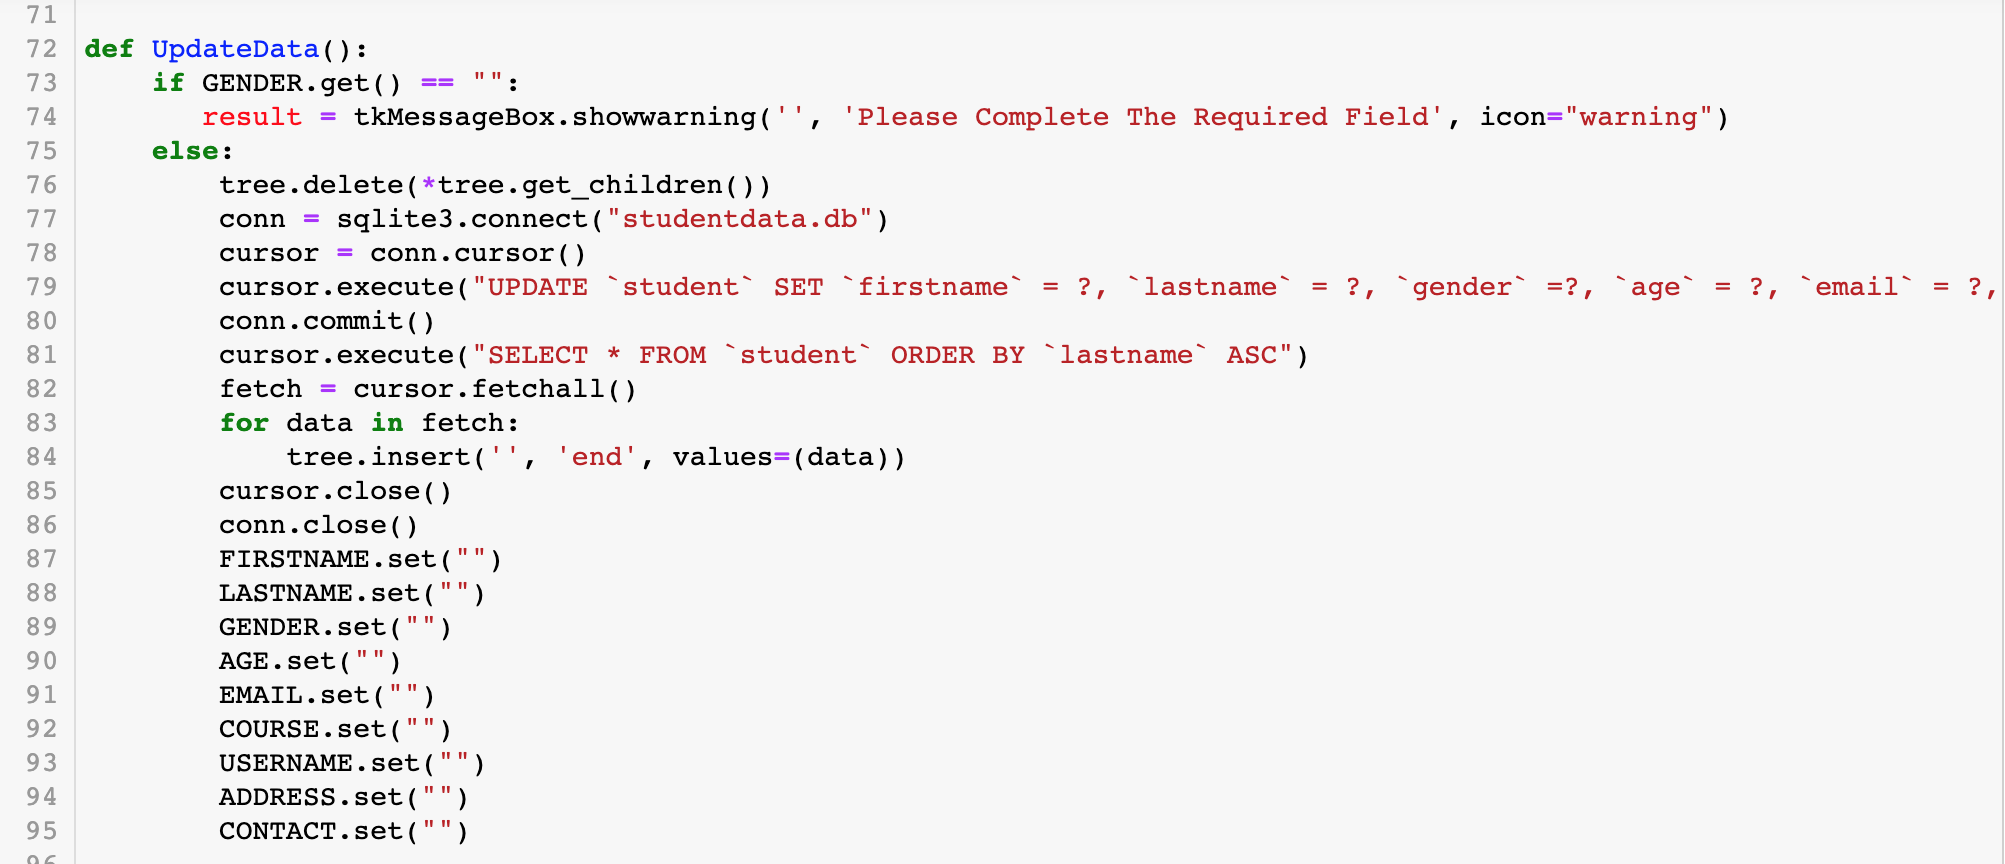 71
72 def UpdateData():
73     if GENDER.get() == "":
74        result = tkMessageBox.showwarning('', 'Please Complete The Required Field', icon="warning")
75     else:
76         tree.delete(*tree.get_children())
77         conn = sqlite3.connect("studentdata.db")
78         cursor = conn.cursor()
79         cursor.execute("UPDATE `student` SET `firstname` = ?, `lastname` = ?, `gender` =?, `age` = ?, `email` = ?,
80         conn.commit()
81         cursor.execute("SELECT * FROM `student` ORDER BY `lastname` ASC")
82         fetch = cursor.fetchall()
83         for data in fetch:
84             tree.insert('', 'end', values=(data))
85         cursor.close()
86         conn.close()
87         FIRSTNAME.set("")
88         LASTNAME.set("")
89         GENDER.set("")
90         AGE.set("")
91         EMAIL.set("")
92         COURSE.set("")
93         USERNAME.set("")
94         ADDRESS.set("")
95         CONTACT.set("")
96